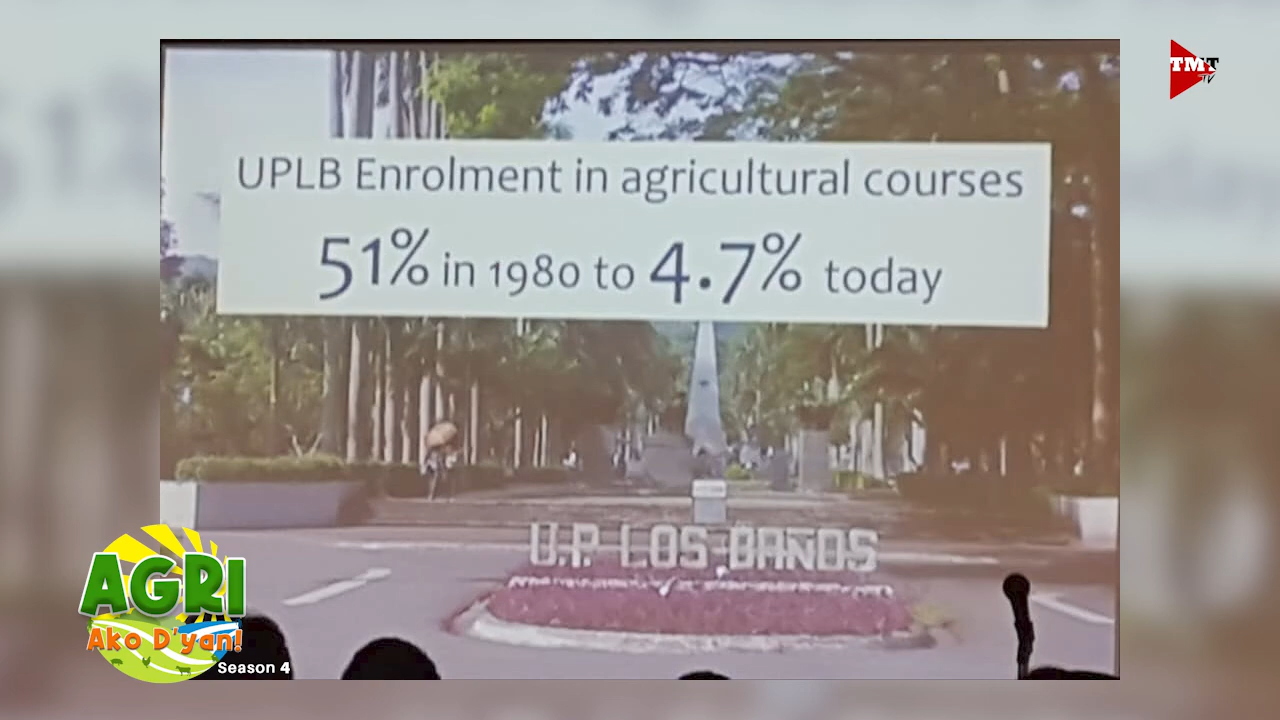 TMT
TV
UPLB Enrolment in agricultural courses
51% in 1980 to 4.7% today
U.P. LOS BAÑOS
AGRI
Ako D'yan!
Season 4